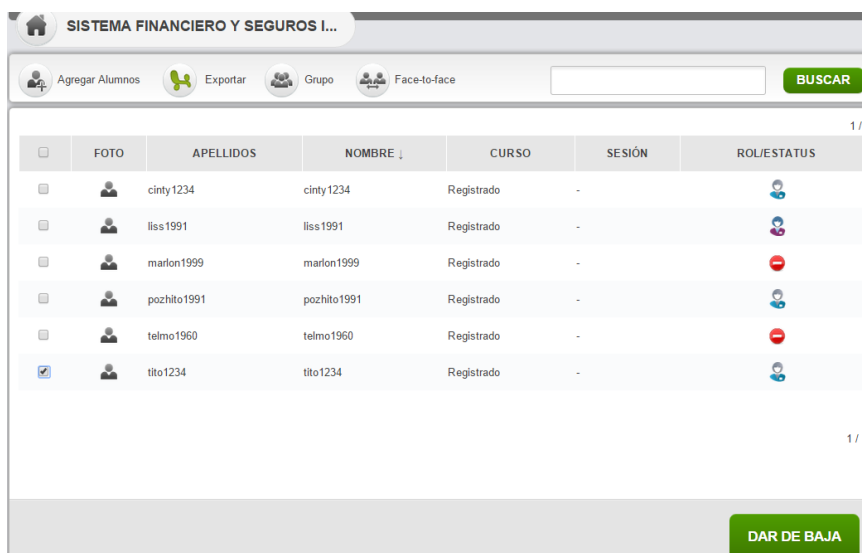 SISTEMA FINANCIERO Y SEGUROS I...
Agregar Alumnos Exportar Grupo Face-to-face BUSCAR
1 /
FOTO APELLIDOS NOMBRE ↓ CURSO SESIÓN ROL/ESTATUS
cinty1234 cinty1234 Registrado -
liss1991 liss1991 Registrado -
marlon1999 marlon1999 Registrado -
pozhito1991 pozhito1991 Registrado -
telmo1960 telmo1960 Registrado -
tito1234 tito1234 Registrado -
1 /
DAR DE BAJA